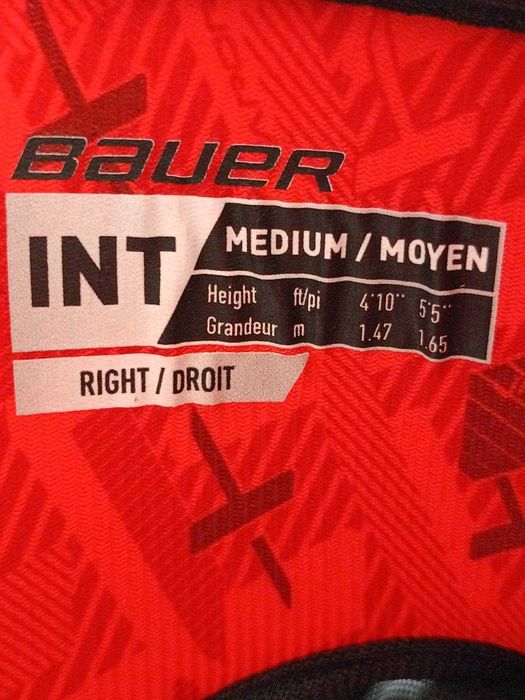 BAUER
INT
MEDIUM / MOYEN
Height ft/pi 4'10'' 5'5''
Grandeur m 1.47 1.65
RIGHT / DROIT